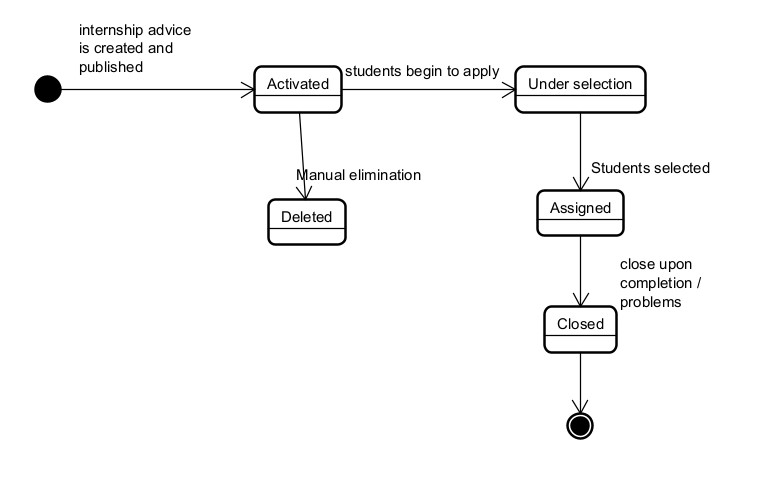 internship advice
is created and
published
Activated
students begin to apply
Under selection
Manual elimination
Students selected
Deleted
Assigned
close upon
completion /
problems
Closed